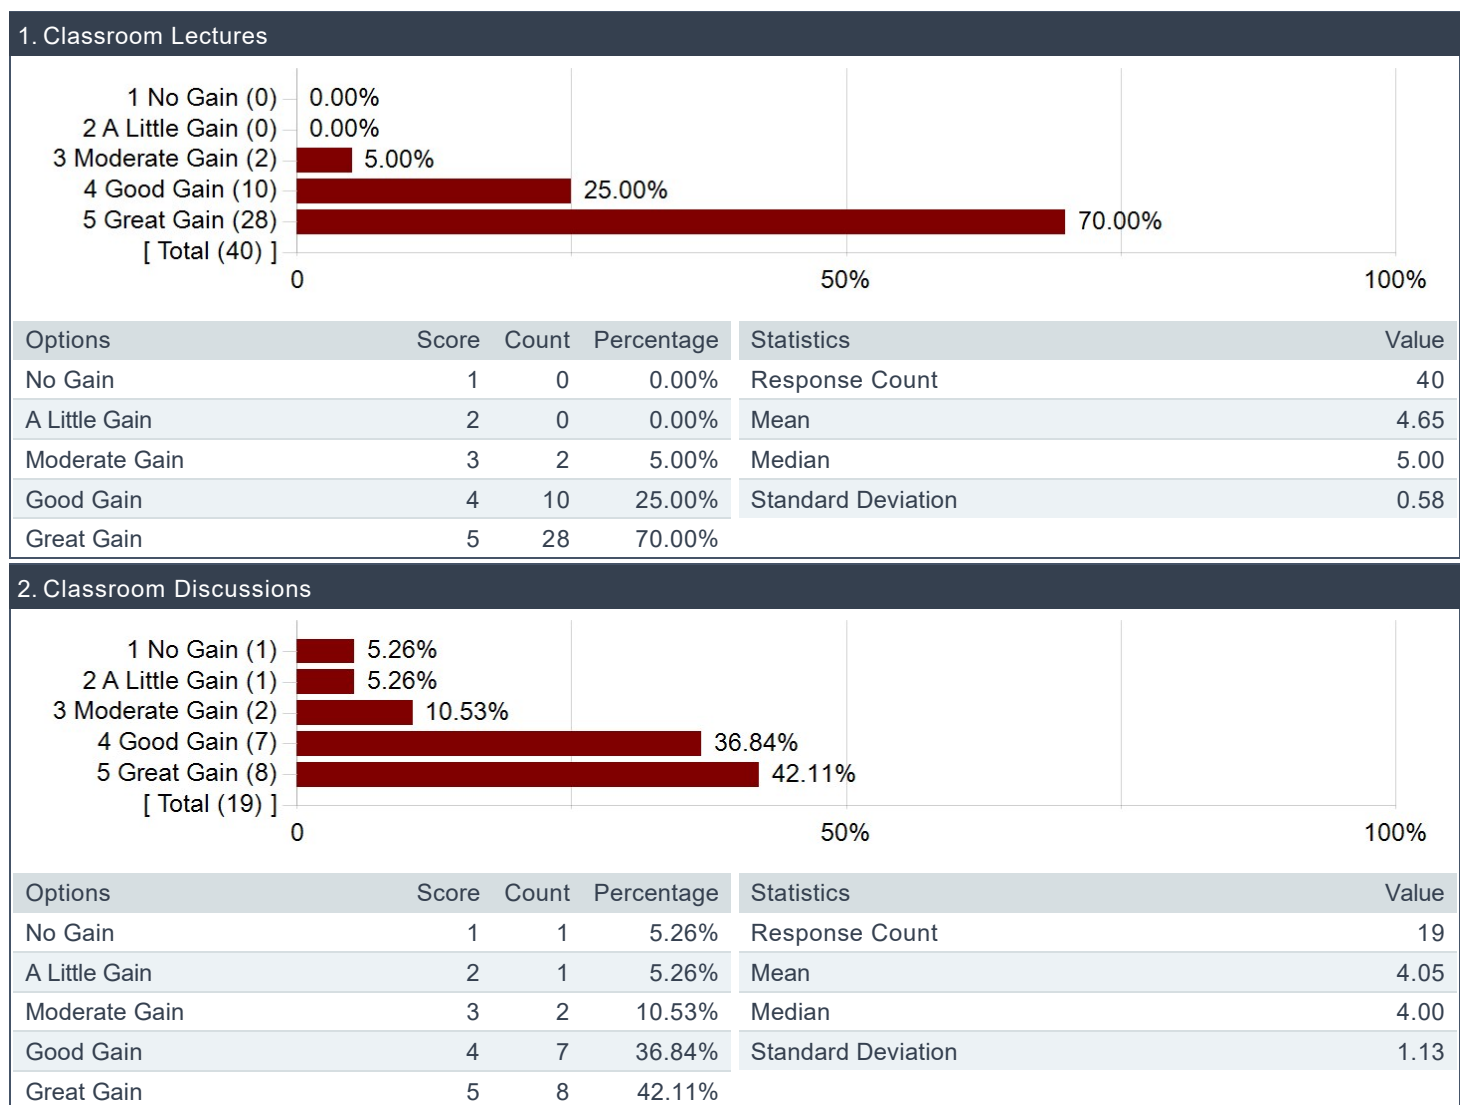 1. Classroom Lectures
1 No Gain (0) 0.00%
2 A Little Gain (0) 0.00%
3 Moderate Gain (2) 5.00%
4 Good Gain (10) 25.00%
5 Great Gain (28) 70.00%
[ Total (40) ]
0 50% 100%
Options Score Count Percentage Statistics Value
No Gain 1 0 0.00% Response Count 40
A Little Gain 2 0 0.00% Mean 4.65
Moderate Gain 3 2 5.00% Median 5.00
Good Gain 4 10 25.00% Standard Deviation 0.58
Great Gain 5 28 70.00%
2. Classroom Discussions
1 No Gain (1) 5.26%
2 A Little Gain (1) 5.26%
3 Moderate Gain (2) 10.53%
4 Good Gain (7) 36.84%
5 Great Gain (8) 42.11%
[ Total (19) ]
0 50% 100%
Options Score Count Percentage Statistics Value
No Gain 1 1 5.26% Response Count 19
A Little Gain 2 1 5.26% Mean 4.05
Moderate Gain 3 2 10.53% Median 4.00
Good Gain 4 7 36.84% Standard Deviation 1.13
Great Gain 5 8 42.11%